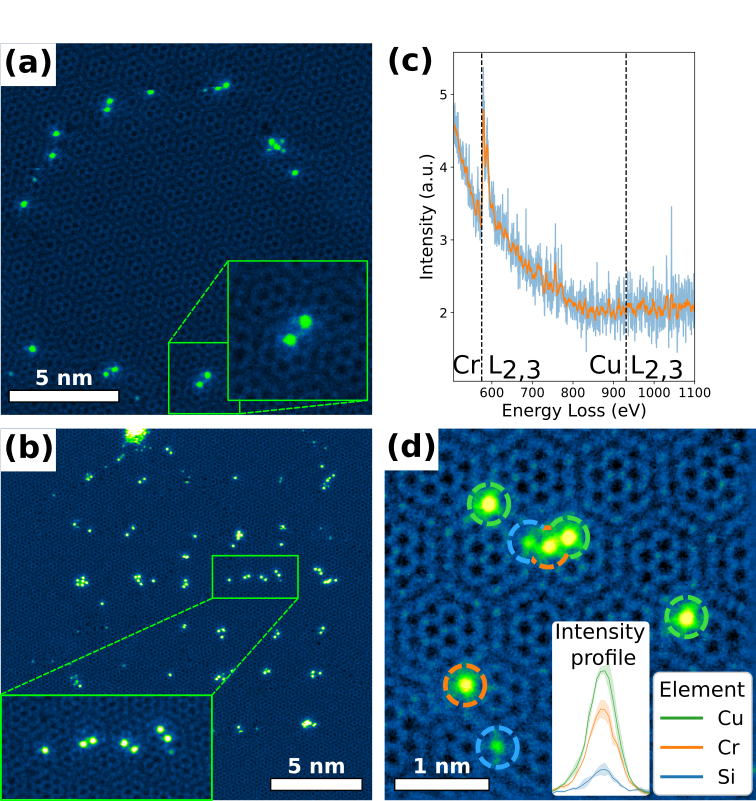 (a)
5 nm
(c)
Intensity (a.u.)
5
4
3
2
Cr L2,3
Cu L2,3
600 700 800 900 1000 1100
Energy Loss (eV)
(b)
5 nm
(d)
1 nm
Intensity
profile
Element
Cu
Cr
Si